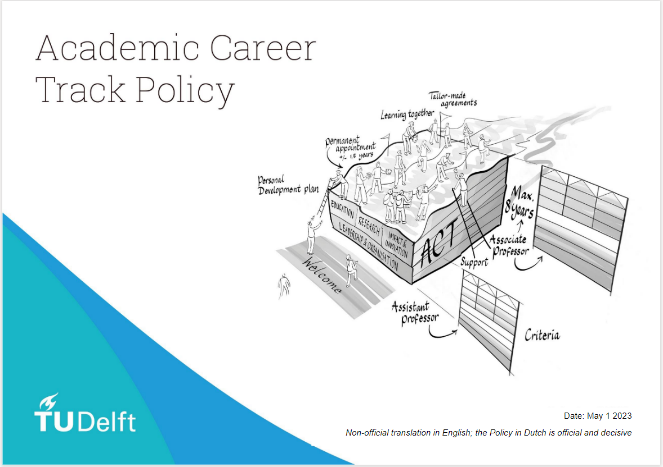 Academic Career
Track Policy
Tailor-made
agreements
Learning together
Permanent
appointment
+/- 1.5 years
Personal
Development plan
EDUCATION
RESEARCH
IMPACT &
INNOVATION
LEADERSHIP & ORGANISATION
ACT
Welcome
Support
Max.
8 years
Associate
Professor
Assistant
Professor
Criteria
TUDelft
Date: May 1 2023
Non-official translation in English; the Policy in Dutch is official and decisive